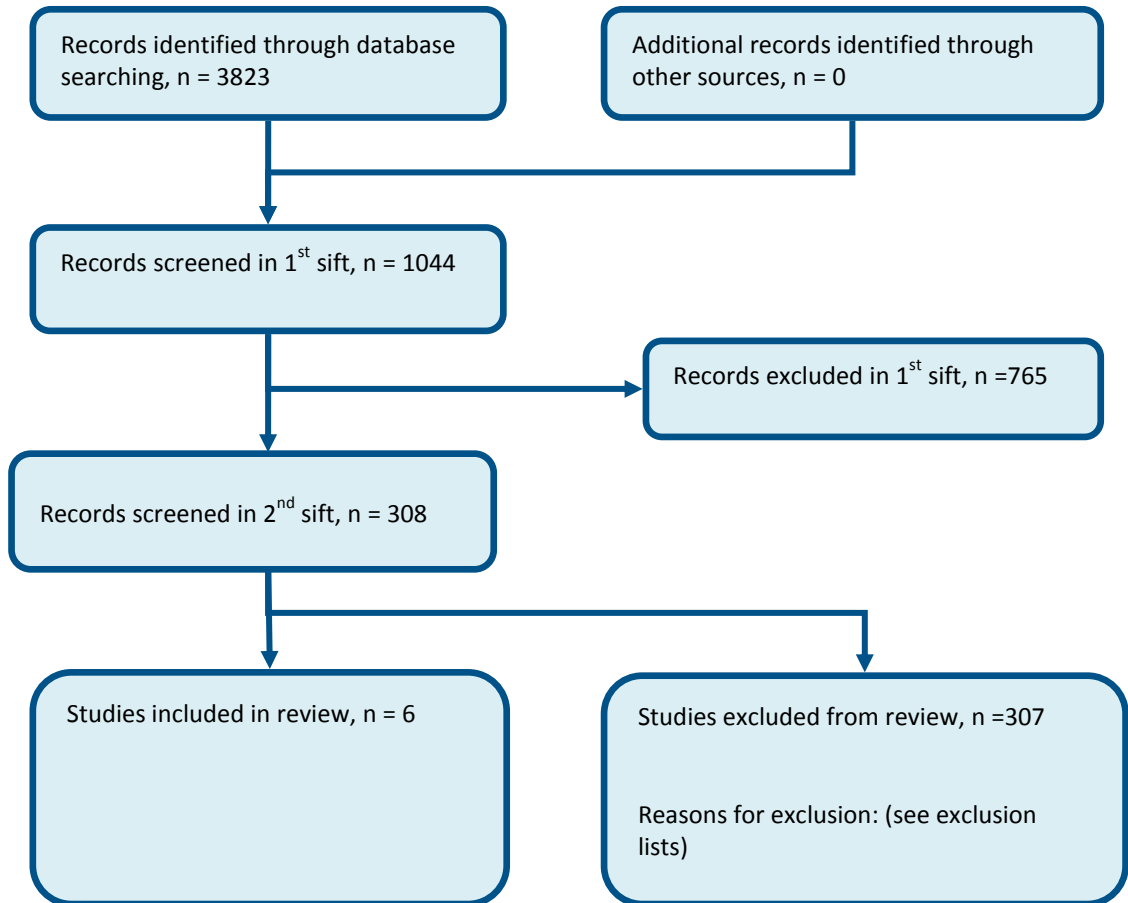 Records identified through database
searching, n = 3823
Additional records identified through
other sources, n = 0
Records screened in 1st sift, n = 1044
Records excluded in 1st sift, n =765
Records screened in 2nd sift, n = 308
Studies included in review, n = 6
Studies excluded from review, n =307
Reasons for exclusion: (see exclusion
lists)